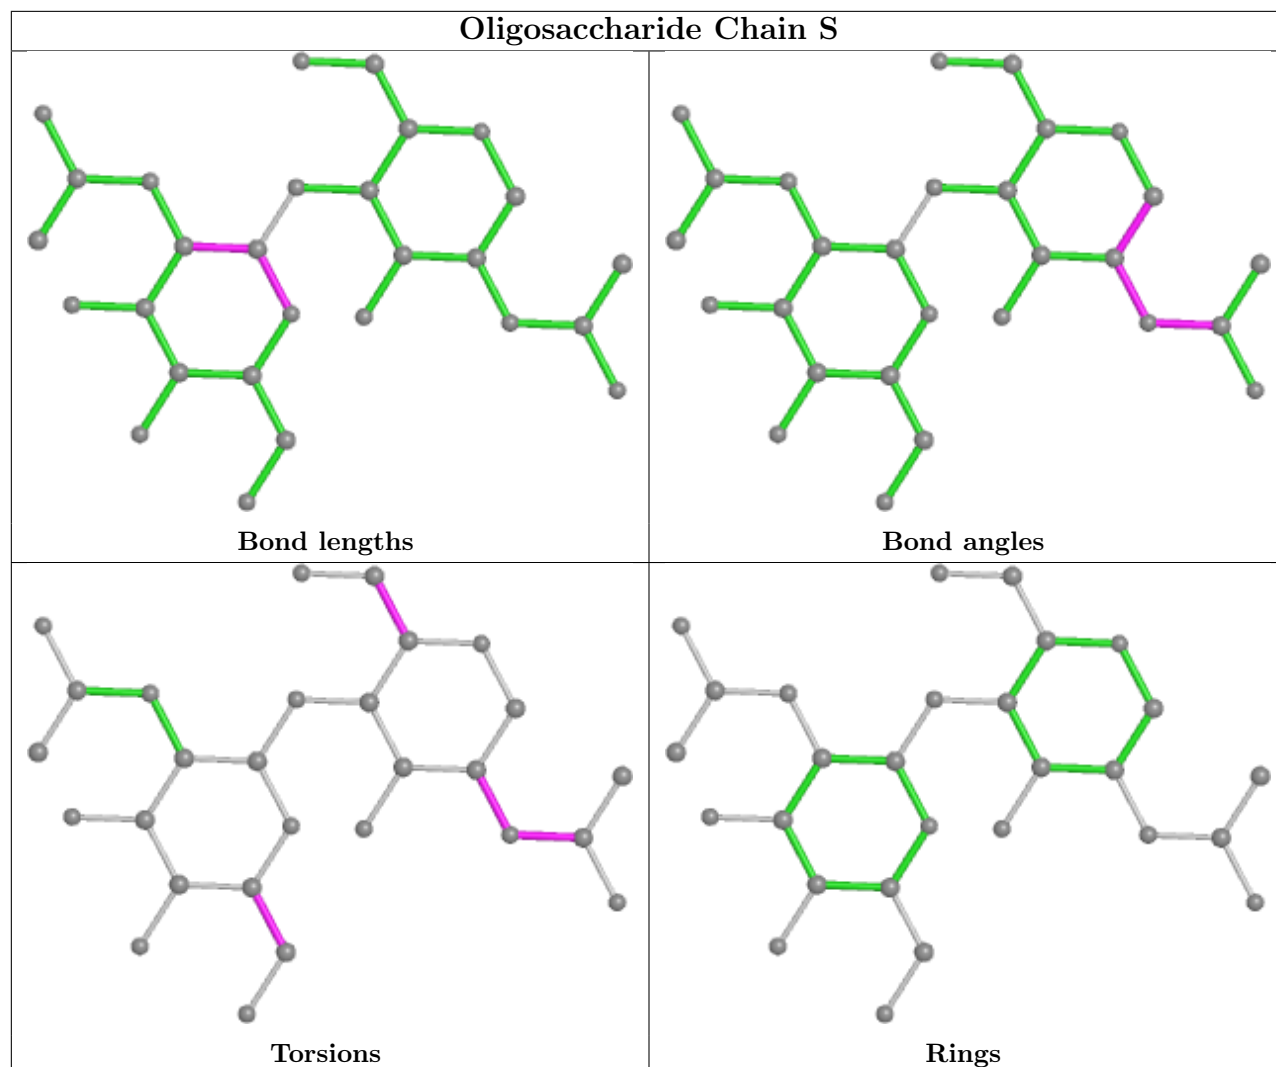 Oligosaccharide Chain S
Bond lengths
Bond angles
Torsions
Rings